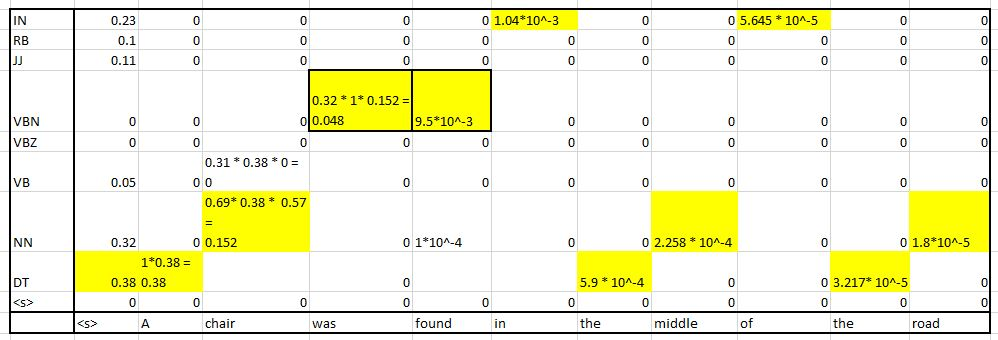 IN 0.23 0 0 0 0 1.04*10^-3 0 0 5.645 * 10^-5 0 0
RB 0.1 0 0 0 0 0 0 0 0 0 0
JJ 0.11 0 0 0 0 0 0 0 0 0 0
0.32 * 1* 0.152 =
VBN 0 0 0 0.048 9.5*10^-3 0 0 0 0 0 0
VBZ 0 0 0 0 0 0 0 0 0 0 0
0.31 * 0.38 * 0 =
VB 0.05 0 0 0 0 0 0 0 0 0 0
0.69* 0.38 * 0.57
=
NN 0.32 0 0.152 0 1*10^-4 0 0 2.258 * 10^-4 0 0 1.8*10^-5
1*0.38 =
DT 0.38 0.38 0 0 0 5.9 * 10^-4 0 0 3.217* 10^-5 0
<s> 0 0 0 0 0 0 0 0 0 0 0
<s> A chair was found in the middle of the road